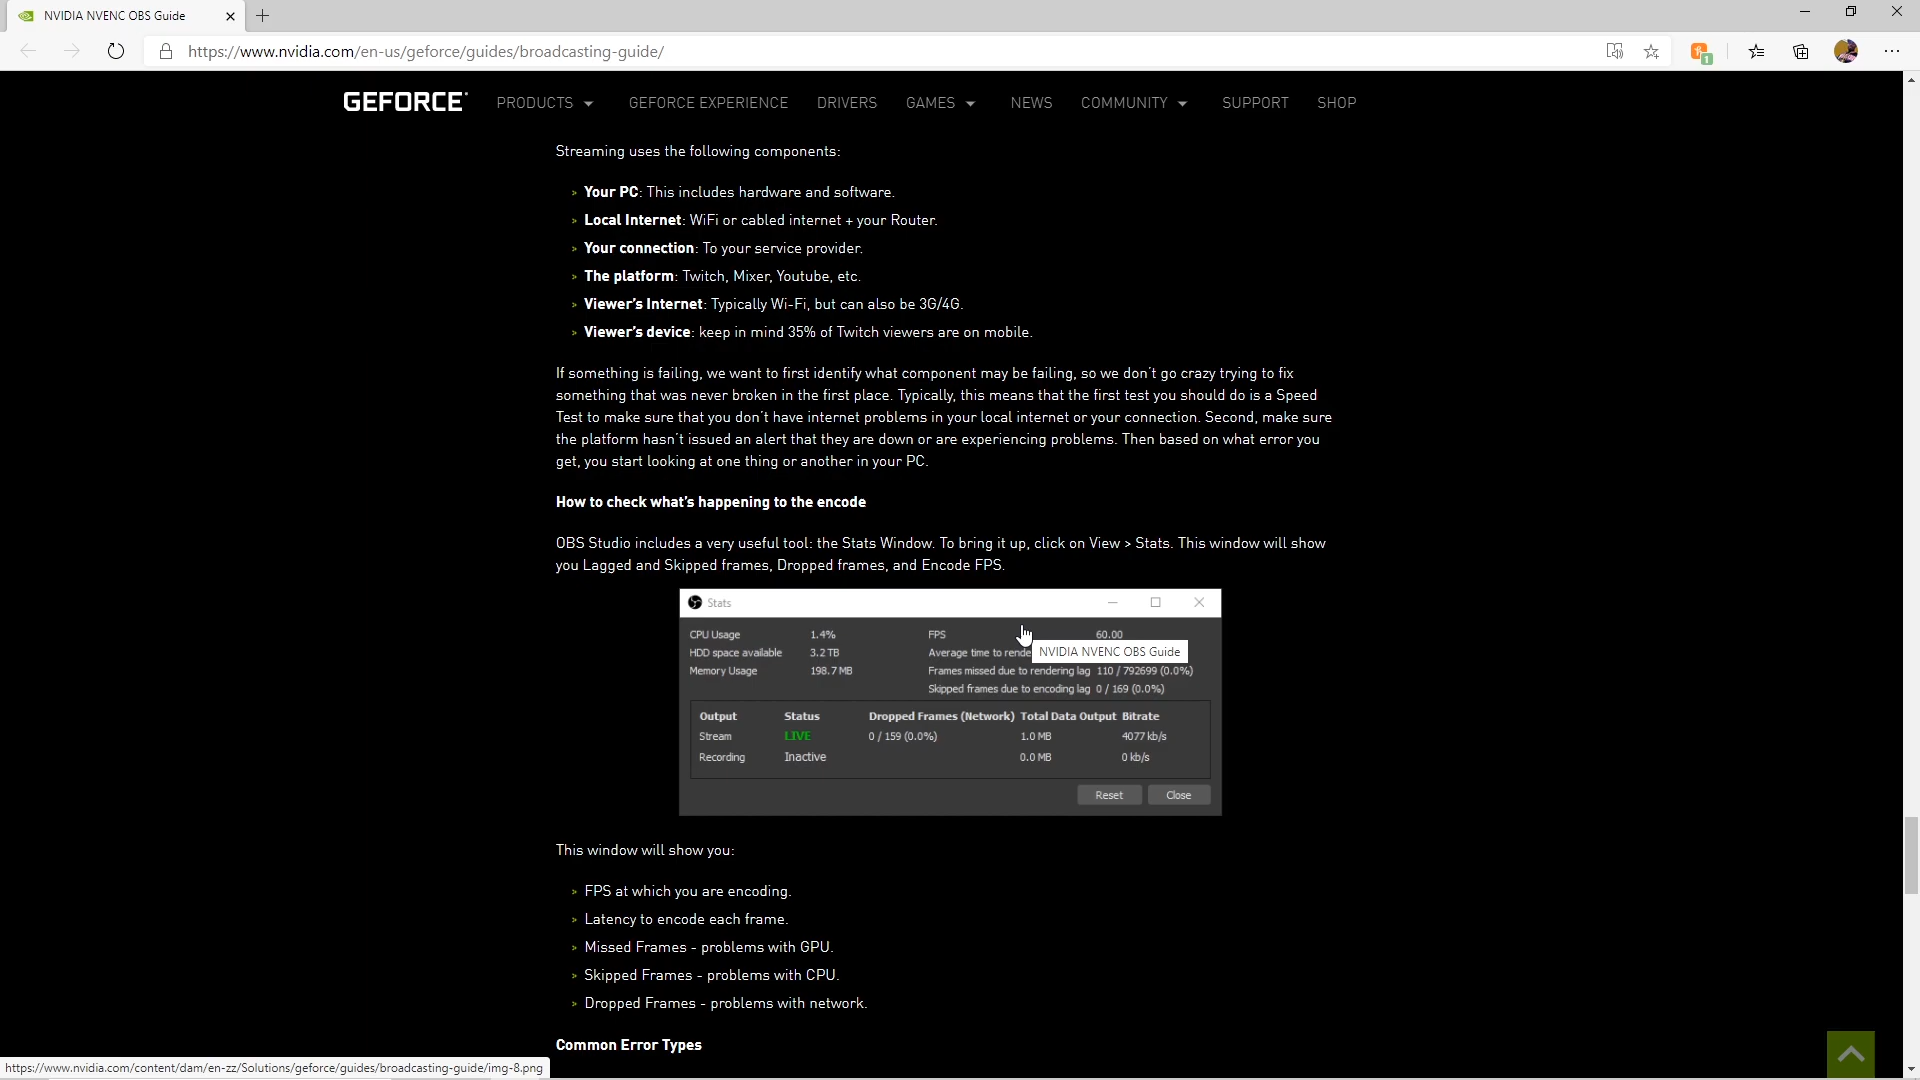 NVIDIA NVENC OBS Guide
https://www.nvidia.com/en-us/geforce/guides/broadcasting-guide/
1
GEFORCE PRODUCTS GEFORCE EXPERIENCE DRIVERS GAMES NEWS COMMUNITY SUPPORT SHOP
Streaming uses the following components:
Your PC: This includes hardware and software.
Local Internet: WiFi or cabled internet + your Router.
Your connection: To your service provider.
The platform: Twitch, Mixer, Youtube, etc.
Viewer's Internet: Typically Wi-Fi, but can also be 3G/4G.
Viewer's device: keep in mind 35% of Twitch viewers are on mobile.
If something is failing, we want to first identify what component may be failing, so we don't go crazy trying to fix
something that was never broken in the first place. Typically, this means that the first test you should do is a Speed
Test to make sure that you don't have internet problems in your local internet or your connection. Second, make sure
the platform hasn't issued an alert that they are down or are experiencing problems. Then based on what error you
get, you start looking at one thing or another in your PC.
How to check what's happening to the encode
OBS Studio includes a very useful tool: the Stats Window. To bring it up, click on View > Stats. This window will show
you Lagged and Skipped frames, Dropped frames, and Encode FPS.
Stats
CPU Usage 1.4% FPS 60.00
HDD space available 3.2 TB Average time to rende
NVIDIA NVENC OBS Guide
Memory Usage 198.7 MB Frames missed due to rendering lag 110 / 792699 (0.0%)
Skipped frames due to encoding lag 0 / 169 (0.0%)
Output Status Dropped Frames (Network) Total Data Output Bitrate
Stream LIVE 0 / 159 (0.0%) 1.0 MB 4077 kb/s
Recording Inactive 0.0 MB 0 kb/s
Reset Close
This window will show you:
FPS at which you are encoding.
Latency to encode each frame.
Missed Frames - problems with GPU.
Skipped Frames - problems with CPU.
Dropped Frames - problems with network.
Common Error Types
https://www.nvidia.com/content/dam/en-zz/Solutions/geforce/guides/broadcasting-guide/img-8.png